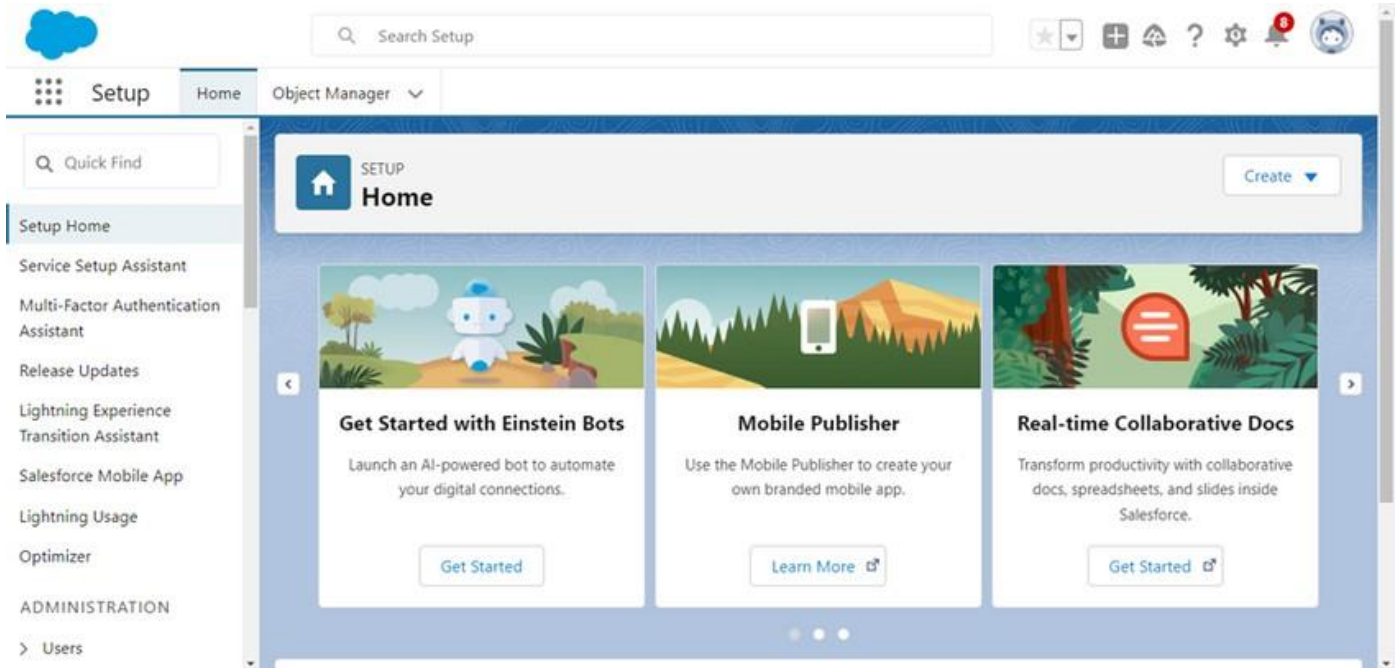 Search Setup
8
Setup
Home
Object Manager
Quick Find
Setup Home
Service Setup Assistant
Multi-Factor Authentication
Assistant
Release Updates
Lightning Experience
Transition Assistant
Salesforce Mobile App
Lightning Usage
Optimizer
ADMINISTRATION
Users
SETUP
Home
Create
Get Started with Einstein Bots
Launch an AI-powered bot to automate
your digital connections.
Get Started
Mobile Publisher
Use the Mobile Publisher to create your
own branded mobile app.
Learn More
Real-time Collaborative Docs
Transform productivity with collaborative
docs, spreadsheets, and slides inside
Salesforce.
Get Started